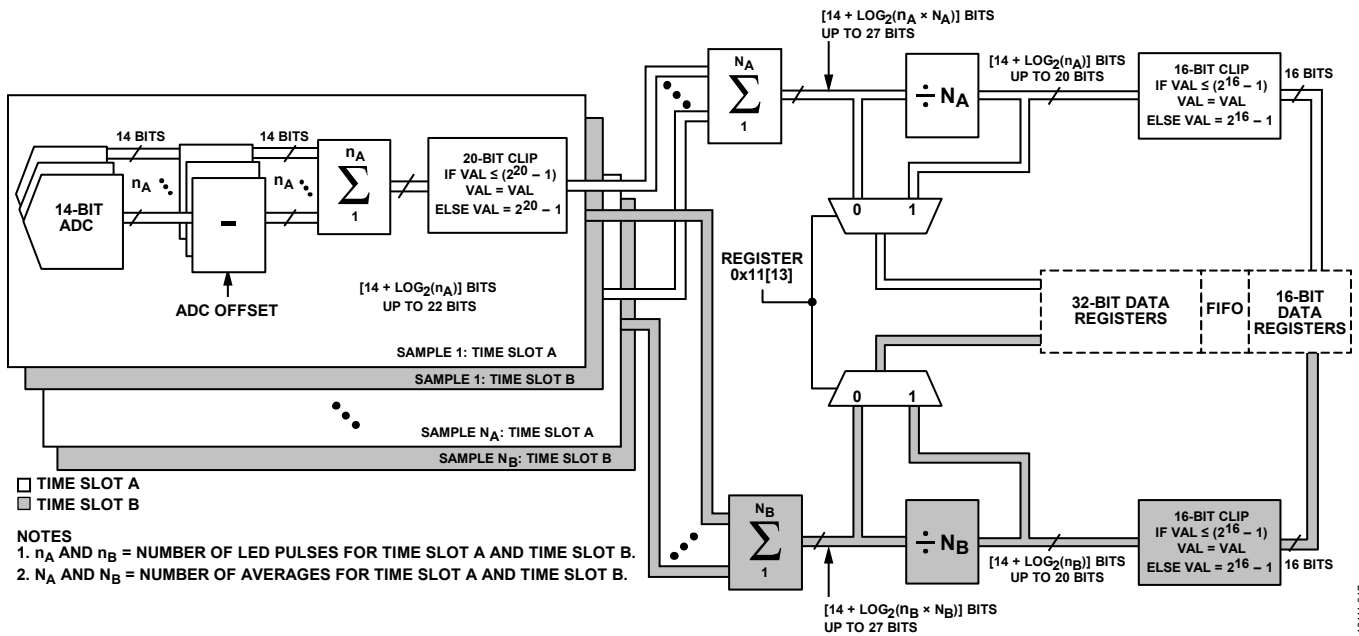 [14 + LOG2(nA × NA)] BITS
UP TO 27 BITS
NA
Σ
1
÷ NA
[14 + LOG2(nA)] BITS
UP TO 20 BITS
16-BIT CLIP
IF VAL ≤ (2^16 – 1)
VAL = VAL
ELSE VAL = 2^16 – 1
16 BITS
14 BITS
14 BITS
nA
nA
14-BIT
ADC
–
ADC OFFSET
nA
Σ
1
20-BIT CLIP
IF VAL ≤ (2^20 – 1)
VAL = VAL
ELSE VAL = 2^20 – 1
[14 + LOG2(nA)] BITS
UP TO 22 BITS
SAMPLE 1: TIME SLOT A
SAMPLE 1: TIME SLOT B
SAMPLE NA: TIME SLOT A
SAMPLE NB: TIME SLOT B
0 1
REGISTER
0x11[13]
32-BIT DATA
REGISTERS
FIFO
16-BIT
DATA
REGISTERS
0 1
TIME SLOT A
TIME SLOT B
NOTES
1. nA AND nB = NUMBER OF LED PULSES FOR TIME SLOT A AND TIME SLOT B.
2. NA AND NB = NUMBER OF AVERAGES FOR TIME SLOT A AND TIME SLOT B.
NB
Σ
1
÷ NB
[14 + LOG2(nB)] BITS
UP TO 20 BITS
16-BIT CLIP
IF VAL ≤ (2^16 – 1)
VAL = VAL
ELSE VAL = 2^16 – 1
16 BITS
[14 + LOG2(nB × NB)] BITS
UP TO 27 BITS